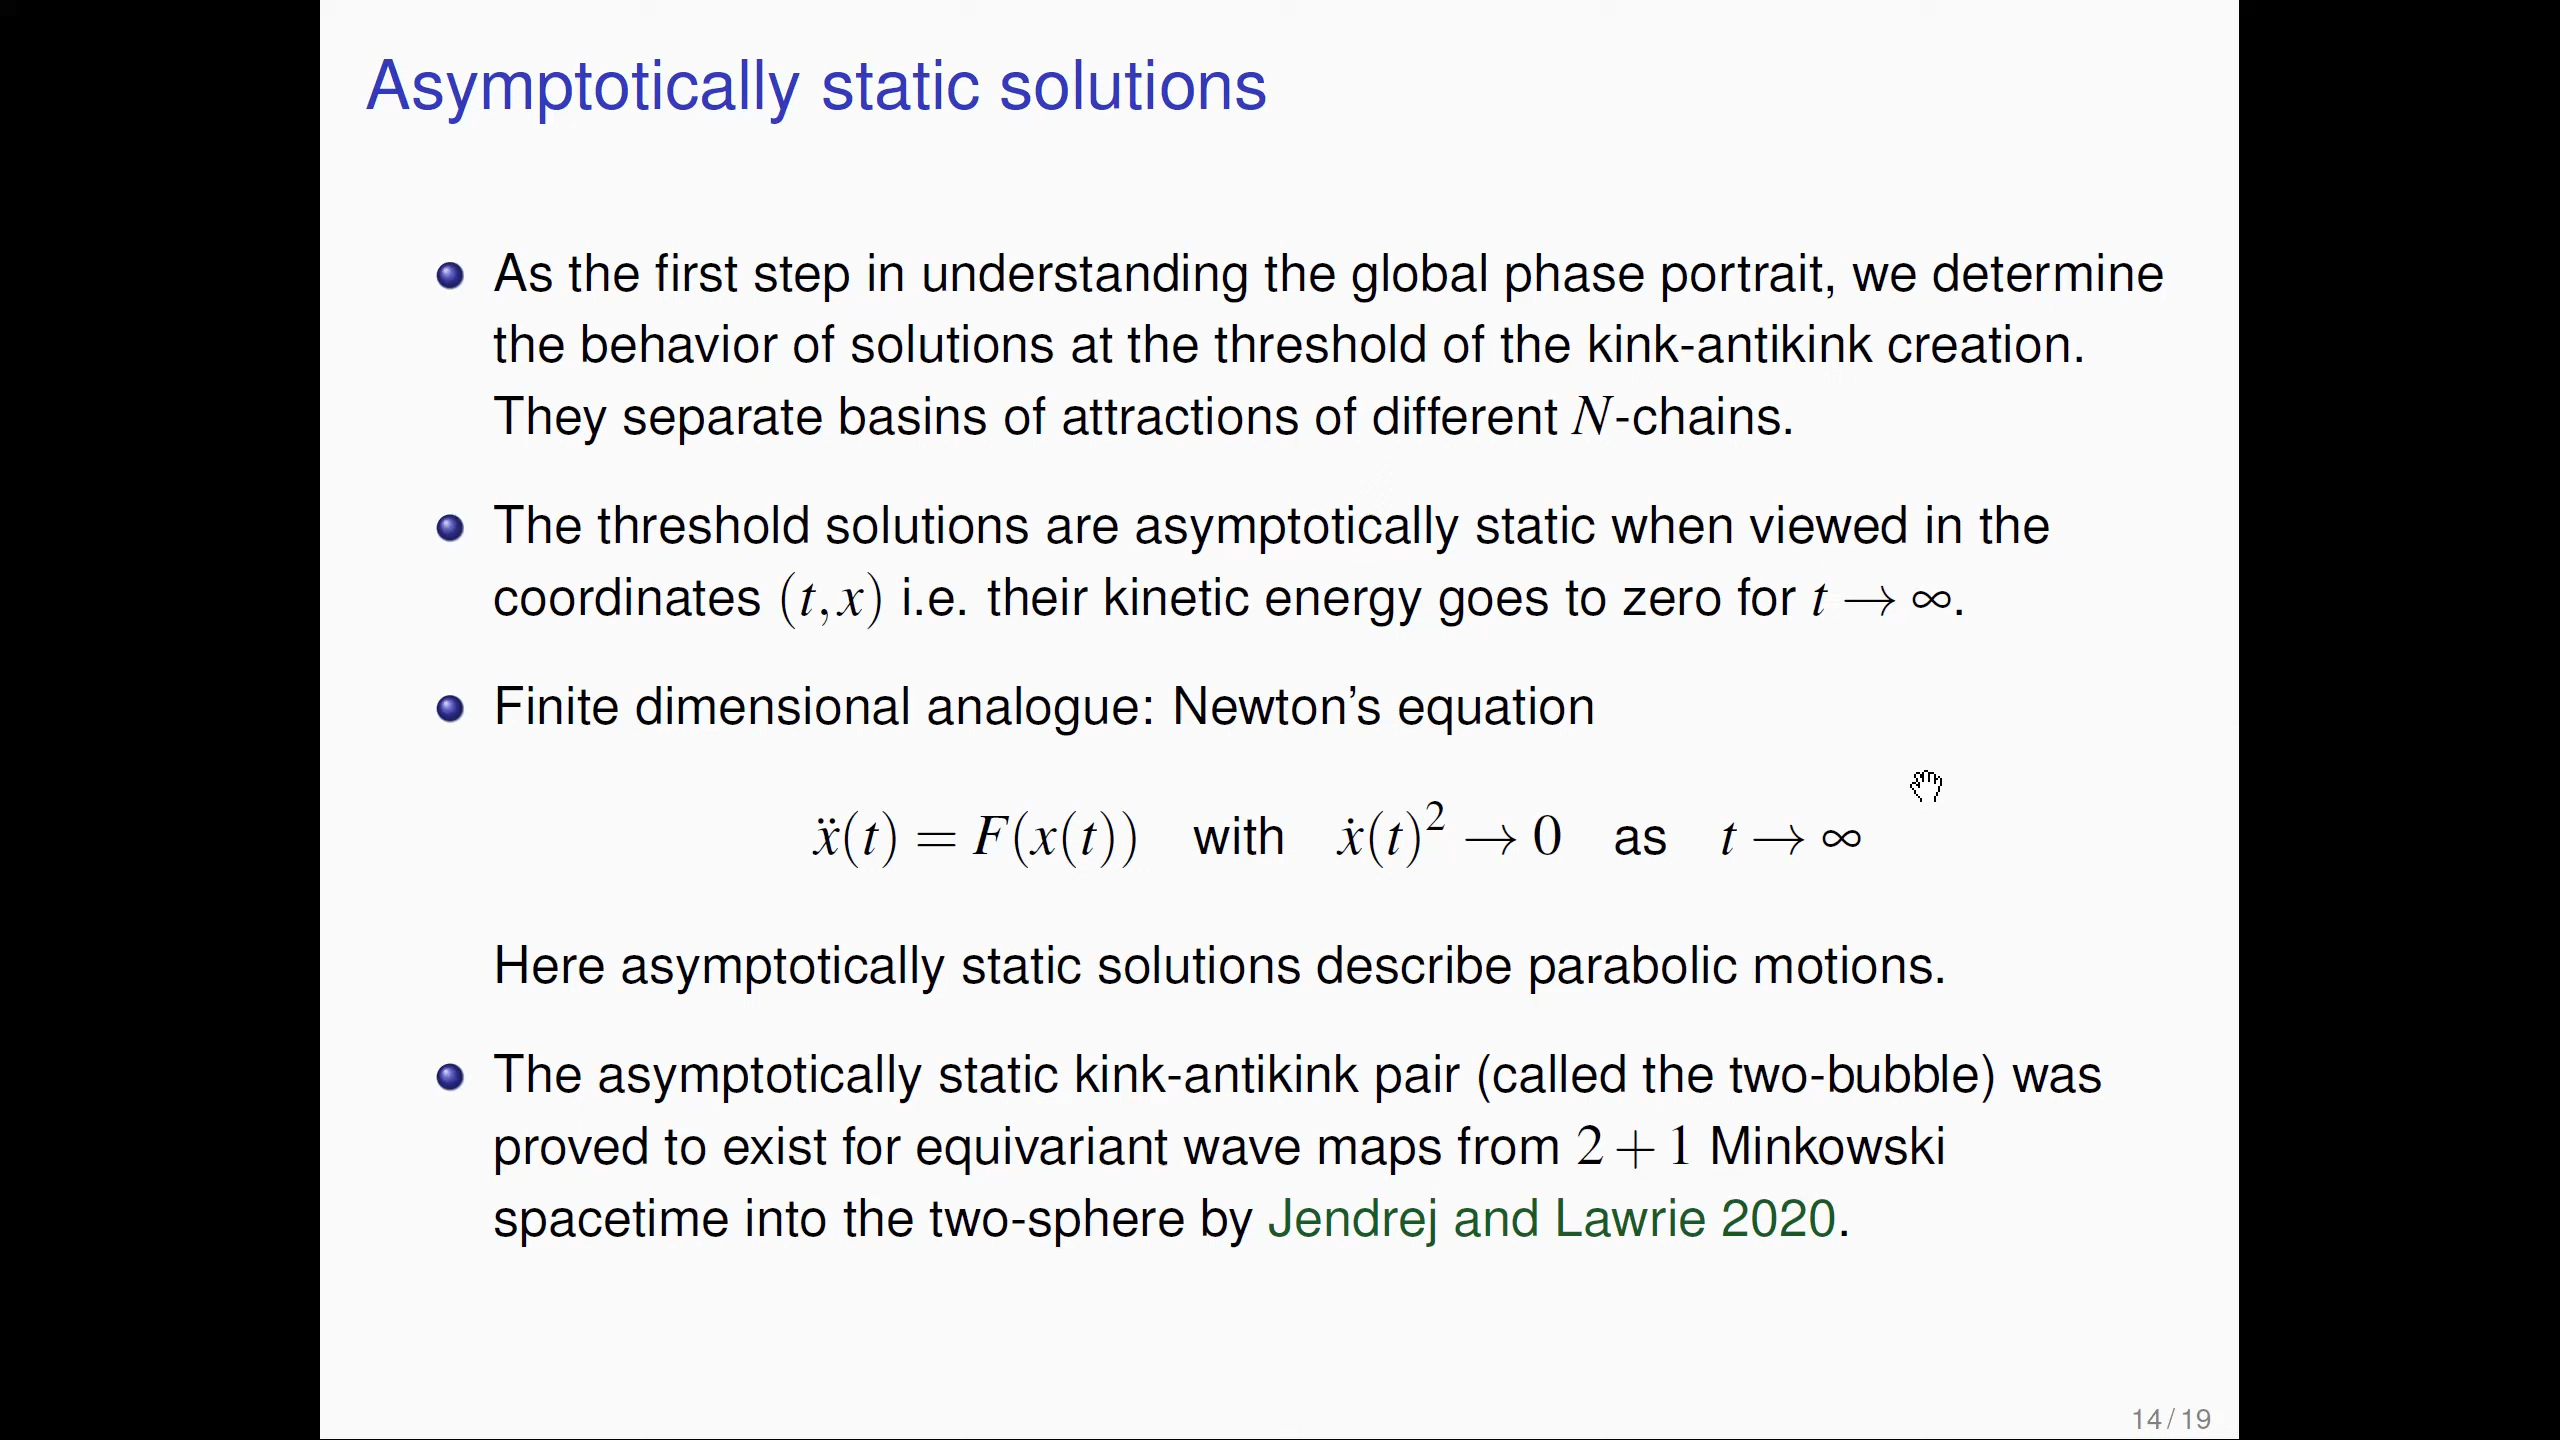 Asymptotically static solutions
As the first step in understanding the global phase portrait, we determine
the behavior of solutions at the threshold of the kink-antikink creation.
They separate basins of attractions of different N-chains.
The threshold solutions are asymptotically static when viewed in the
coordinates (t, x) i.e. their kinetic energy goes to zero for t → ∞.
Finite dimensional analogue: Newton's equation
ẍ(t) = F(x(t)) with ẋ(t)² → 0 as t → ∞
Here asymptotically static solutions describe parabolic motions.
The asymptotically static kink-antikink pair (called the two-bubble) was
proved to exist for equivariant wave maps from 2 + 1 Minkowski
spacetime into the two-sphere by Jendrej and Lawrie 2020.
14 / 19